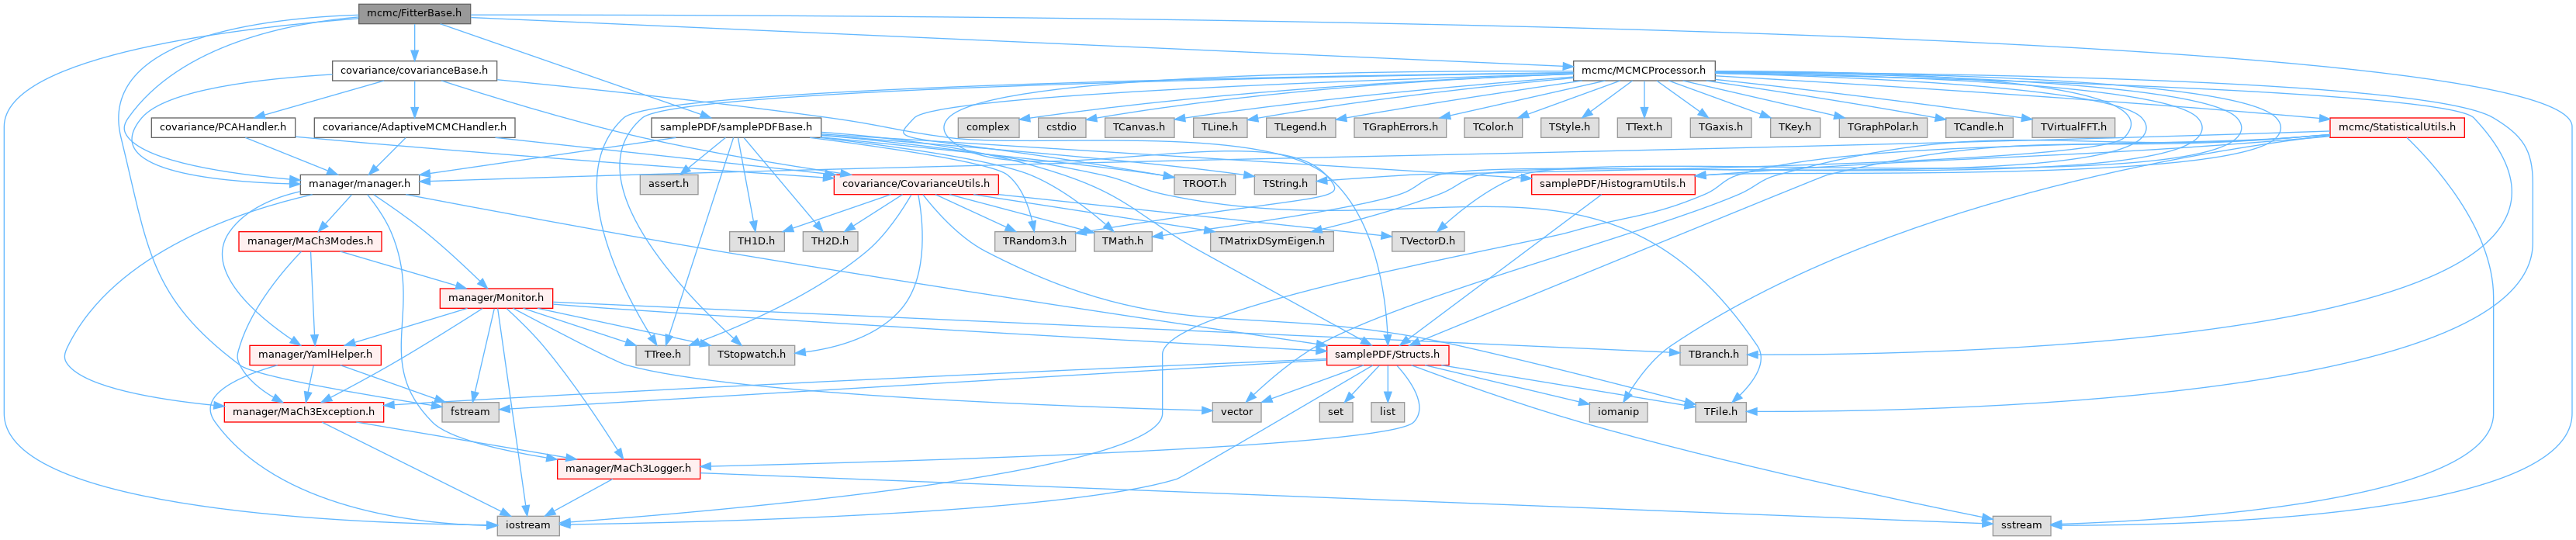 mcmc/FitterBase.h
covariance/covarianceBase.h
mcmc/MCMCProcessor.h
covariance/PCAHandler.h
covariance/AdaptiveMCMCHandler.h
samplePDF/samplePDFBase.h
complex
cstdio
TCanvas.h
TLine.h
TLegend.h
TGraphErrors.h
TColor.h
TStyle.h
TText.h
TGaxis.h
TKey.h
TGraphPolar.h
TCandle.h
TVirtualFFT.h
mcmc/StatisticalUtils.h
manager/manager.h
assert.h
covariance/CovarianceUtils.h
TROOT.h
TString.h
samplePDF/HistogramUtils.h
manager/MaCh3Modes.h
TH1D.h
TH2D.h
TRandom3.h
TMath.h
TMatrixDSymEigen.h
TVectorD.h
manager/Monitor.h
manager/YamlHelper.h
TTree.h
TStopwatch.h
samplePDF/Structs.h
TBranch.h
manager/MaCh3Exception.h
fstream
vector
set
list
iomanip
TFile.h
manager/MaCh3Logger.h
iostream
sstream